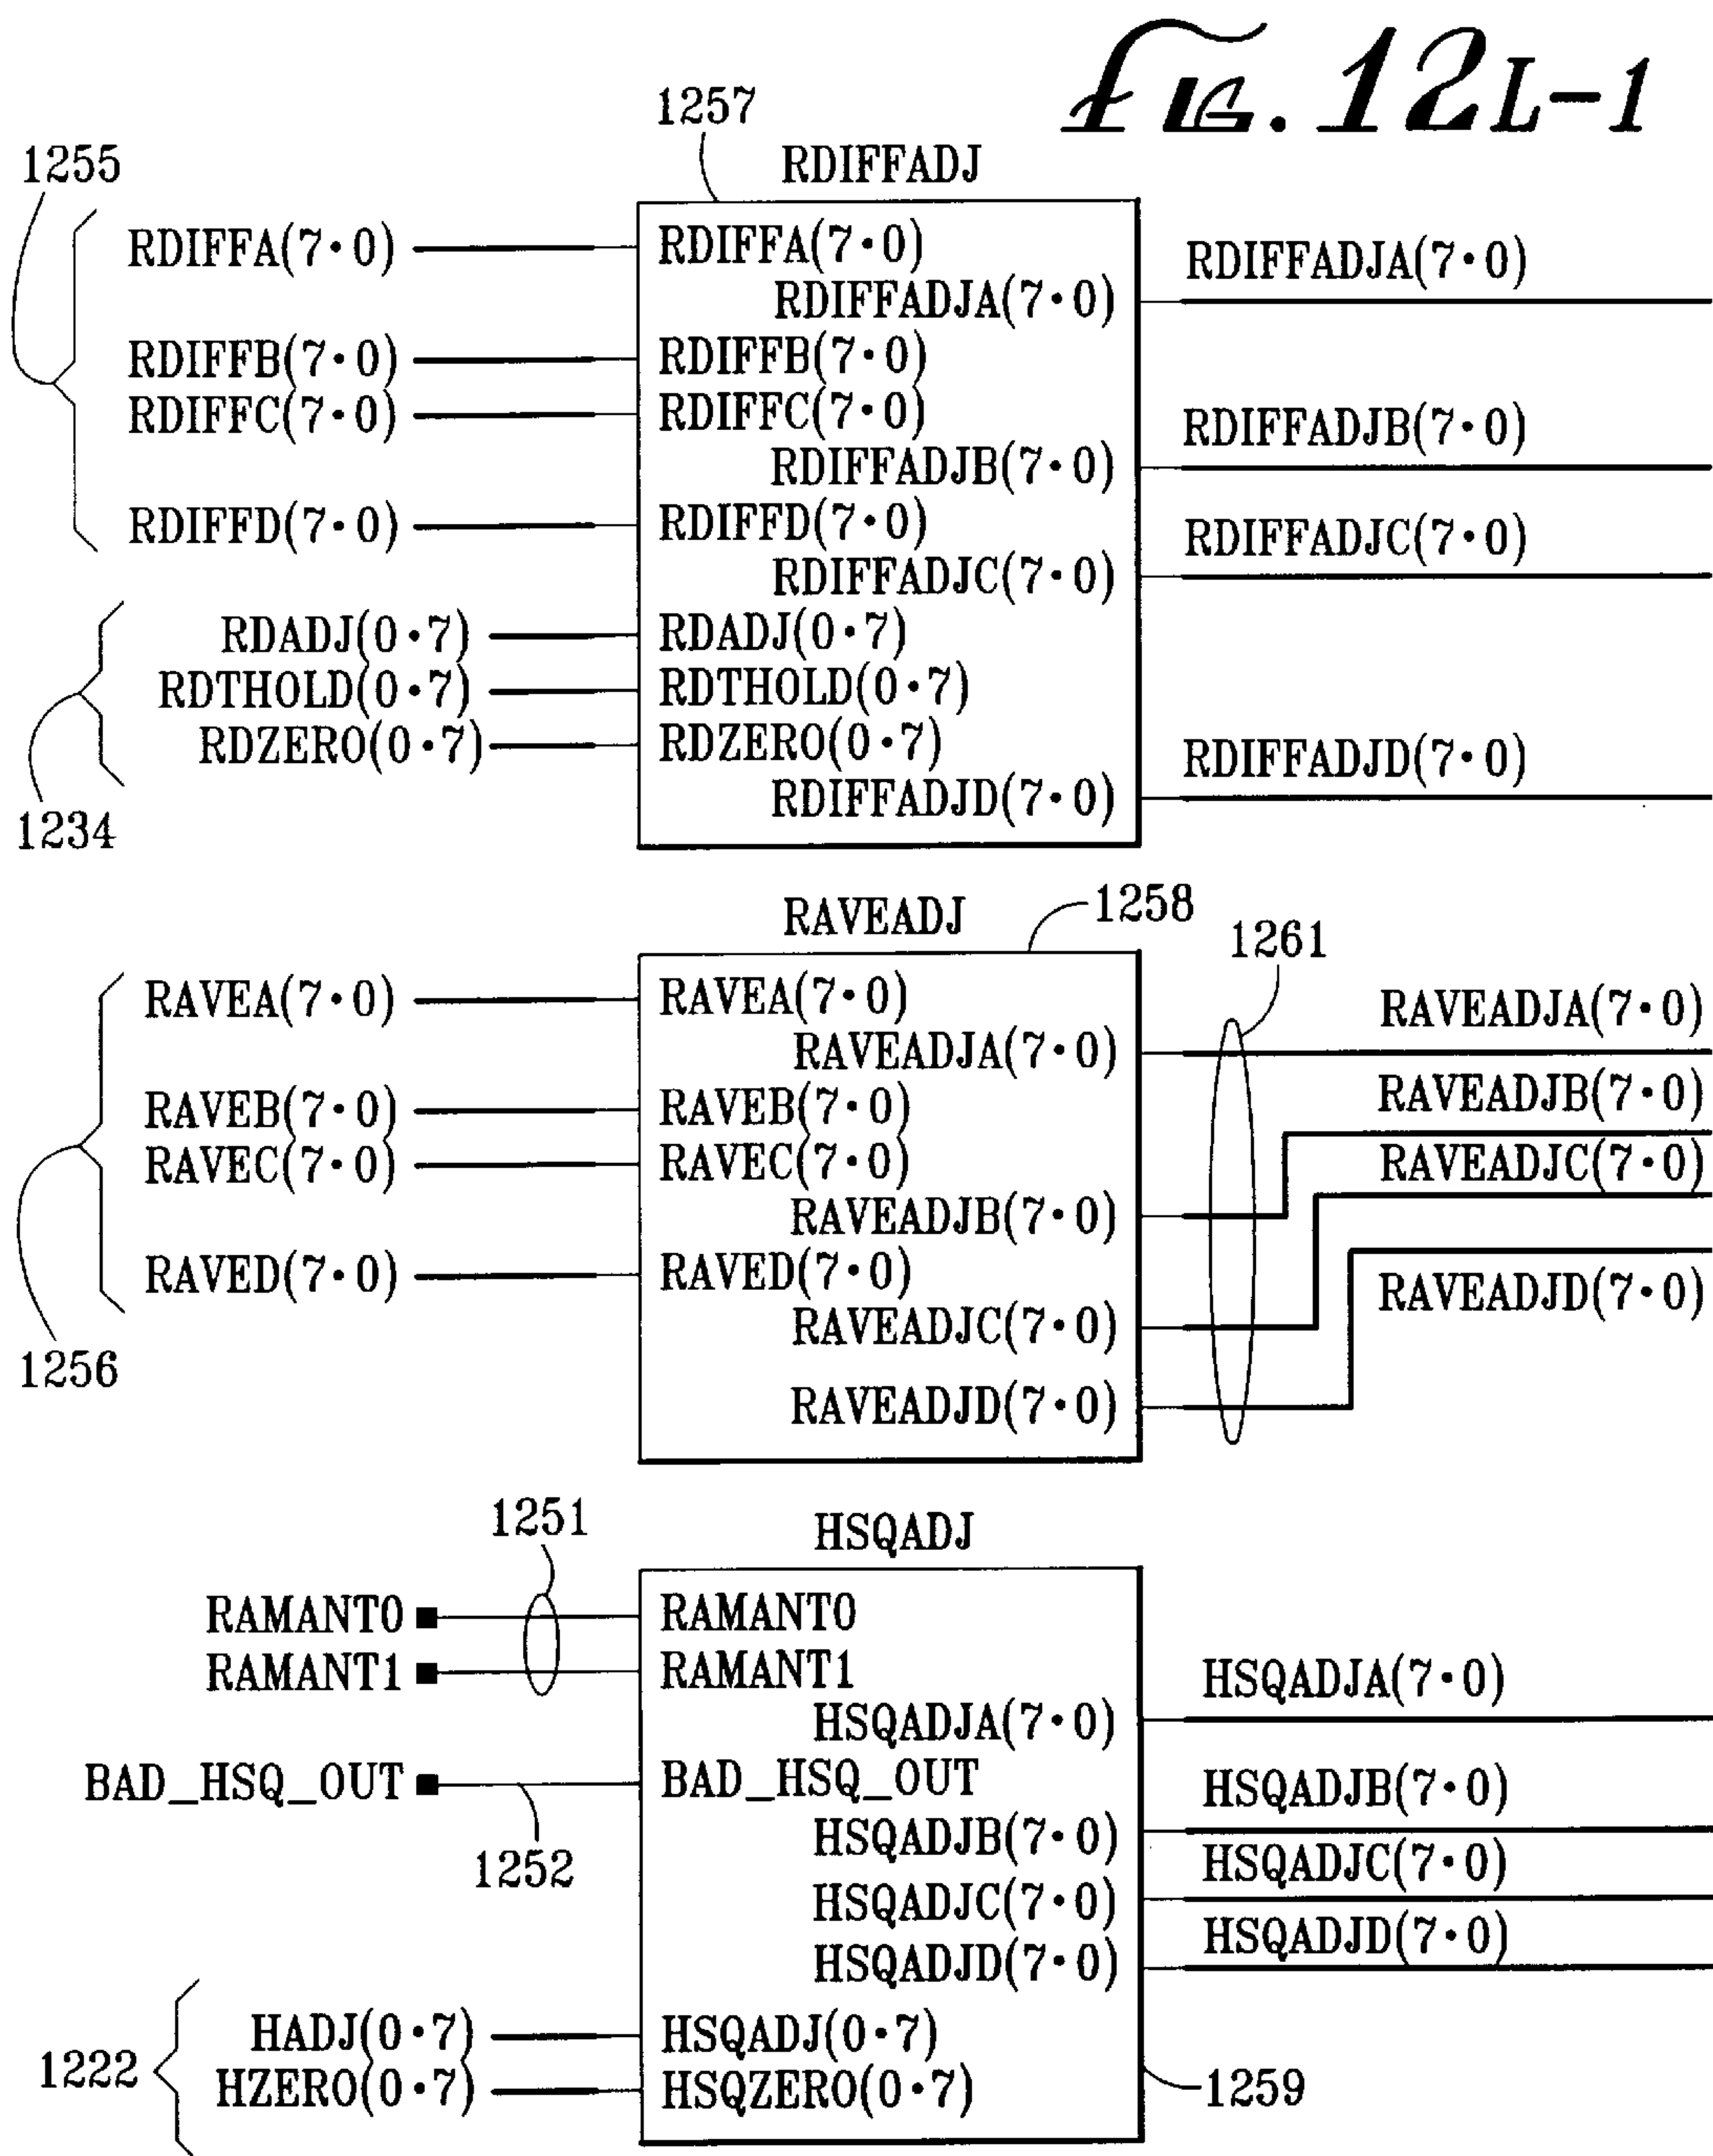 FIG. 12L-1
1257
1255
RDIFFADJ
RDIFFA(7·0)
RDIFFA(7·0)
RDIFFADJA(7·0)
RDIFFADJA(7·0)
RDIFFB(7·0)
RDIFFB(7·0)
RDIFFC(7·0)
RDIFFC(7·0)
RDIFFADJB(7·0)
RDIFFADJB(7·0)
RDIFFD(7·0)
RDIFFD(7·0)
RDIFFADJC(7·0)
RDIFFADJC(7·0)
RDADJ(0·7)
RDADJ(0·7)
RDTHOLD(0·7)
RDTHOLD(0·7)
RDZERO(0·7)
RDZERO(0·7)
RDIFFADJD(7·0)
RDIFFADJD(7·0)
1234
RAVEADJ
1258
1261
RAVEA(7·0)
RAVEA(7·0)
RAVEADJA(7·0)
RAVEADJA(7·0)
RAVEB(7·0)
RAVEB(7·0)
RAVEADJB(7·0)
RAVEC(7·0)
RAVEC(7·0)
RAVEADJC(7·0)
RAVEADJB(7·0)
RAVED(7·0)
RAVED(7·0)
RAVEADJD(7·0)
RAVEADJC(7·0)
1256
RAVEADJD(7·0)
1251
HSQADJ
RAMANT0
RAMANT0
RAMANT1
RAMANT1
HSQADJA(7·0)
HSQADJA(7·0)
BAD_HSQ_OUT
BAD_HSQ_OUT
HSQADJB(7·0)
HSQADJB(7·0)
1252
HSQADJC(7·0)
HSQADJC(7·0)
HSQADJD(7·0)
HSQADJD(7·0)
1222
HADJ(0·7)
HSQADJ(0·7)
HZERO(0·7)
HSQZERO(0·7)
1259